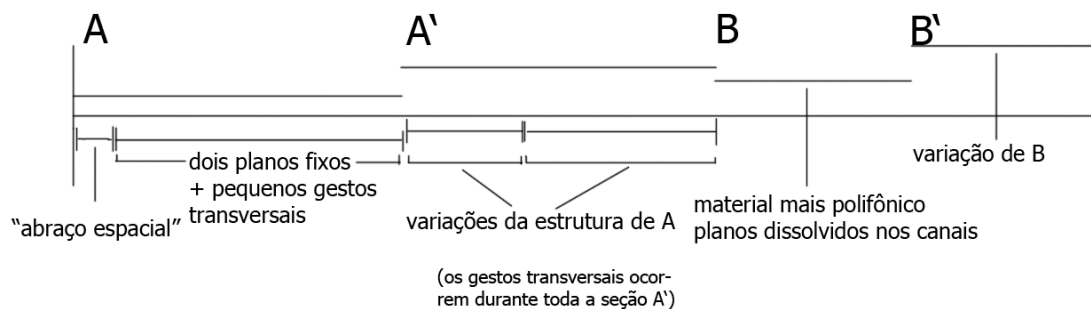 A
A‘
B
B‘
“abraço espacial”
dois planos fixos
+ pequenos gestos
transversais
variações da estrutura de A
(os gestos transversais ocor-
rem durante toda a seção A‘)
material mais polifônico
planos dissolvidos nos canais
variação de B